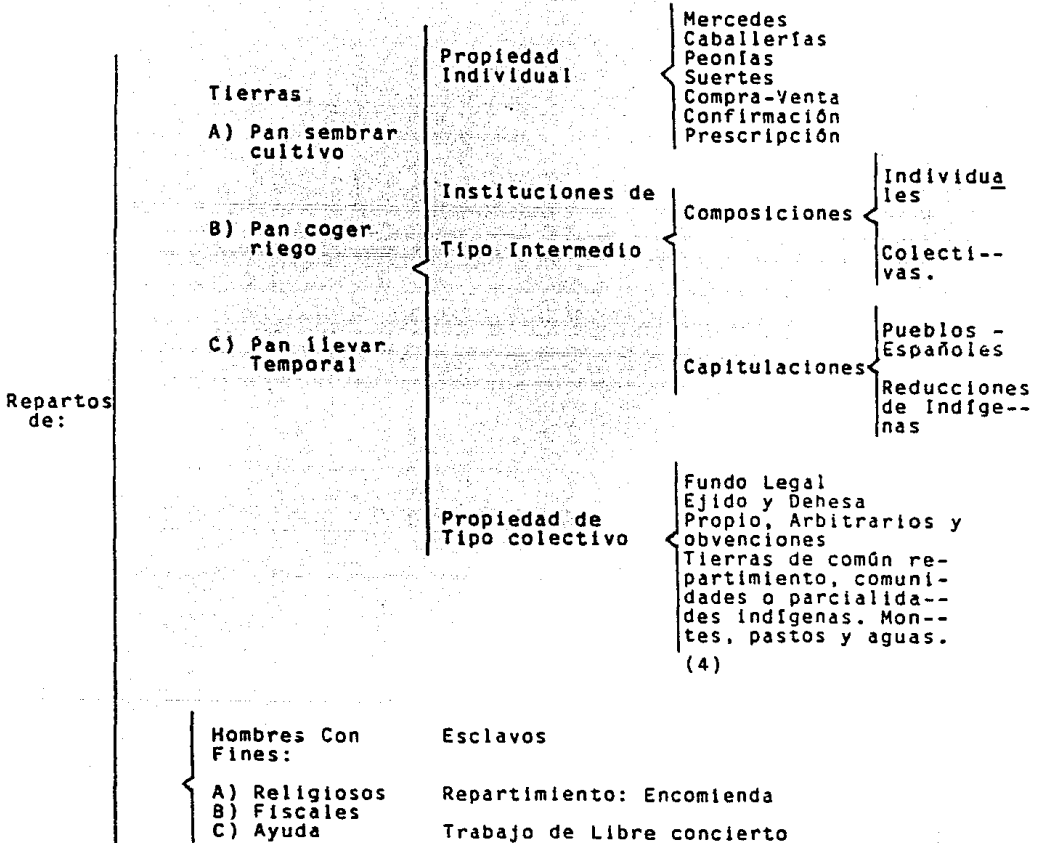 Repartos
de:
Tierras
A) Pan sembrar
cultivo
B) Pan coger
riego
C) Pan llevar
Temporal
Propiedad
Individual
Mercedes
Caballerías
Peonías
Suertes
Compra-Venta
Confirmación
Prescripción
Instituciones de
Tipo Intermedio
Composiciones
Individua
les
Colecti--
vas.
Capitulaciones
Pueblos -
Españoles
Reducciones
de Indíge--
nas
Propiedad de
Tipo colectivo
Fundo Legal
Ejido y Dehesa
Propio, Arbitrarios y
obvenciones
Tierras de común re-
partimiento, comuni-
dades o parcialida--
des indígenas. Mon--
tes, pastos y aguas.
(4)
Hombres Con
Fines:
A) Religiosos
B) Fiscales
C) Ayuda
Esclavos
Repartimiento: Encomienda
Trabajo de Libre concierto